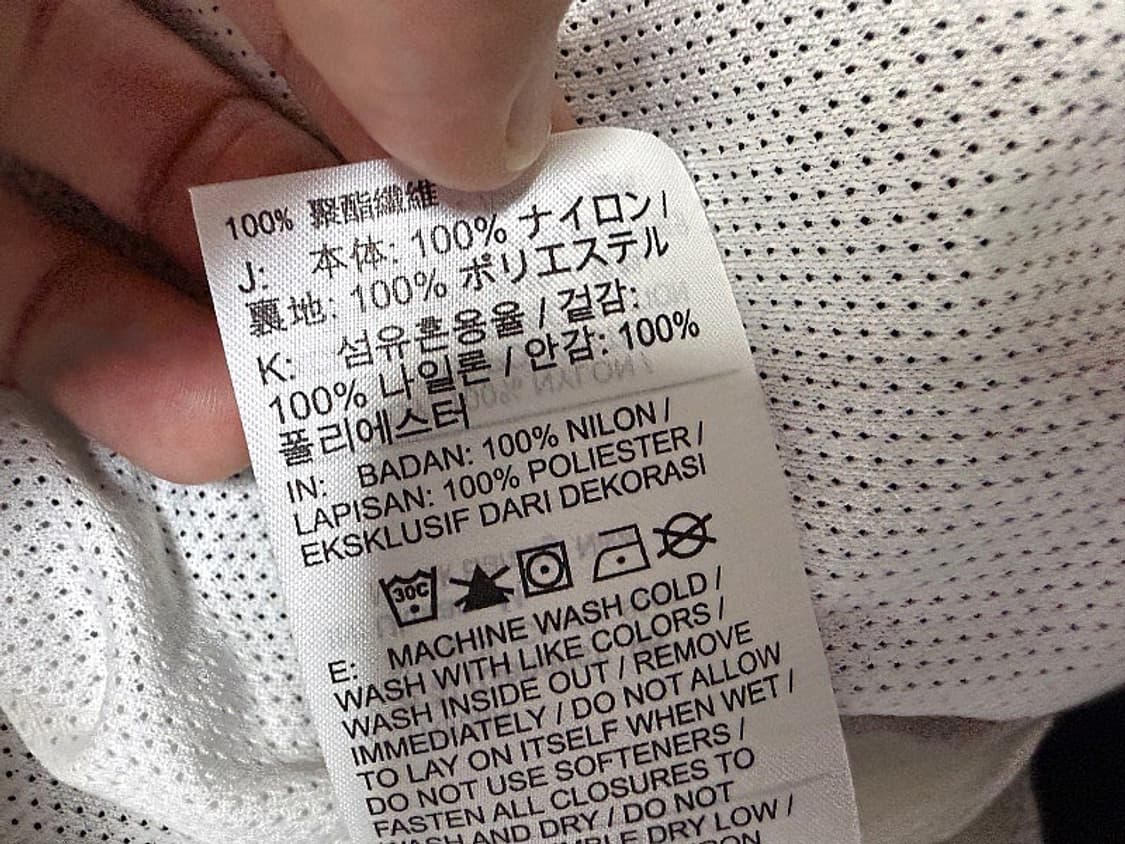 100% 聚酯纖維
J: 本体: 100% ナイロン /
裏地: 100% ポリエステル
K: 섬유혼용율 / 겉감:
100% 나일론 / 안감: 100%
폴리에스터
IN: BADAN: 100% NILON /
LAPISAN: 100% POLIESTER /
EKSKLUSIF DARI DEKORASI
30C
E: MACHINE WASH COLD /
WASH WITH LIKE COLORS /
WASH INSIDE OUT / REMOVE
IMMEDIATELY / DO NOT ALLOW
TO LAY ON ITSELF WHEN WET /
DO NOT USE SOFTENERS /
FASTEN ALL CLOSURES TO
WASH AND DRY / DO NOT
DRY LOW /